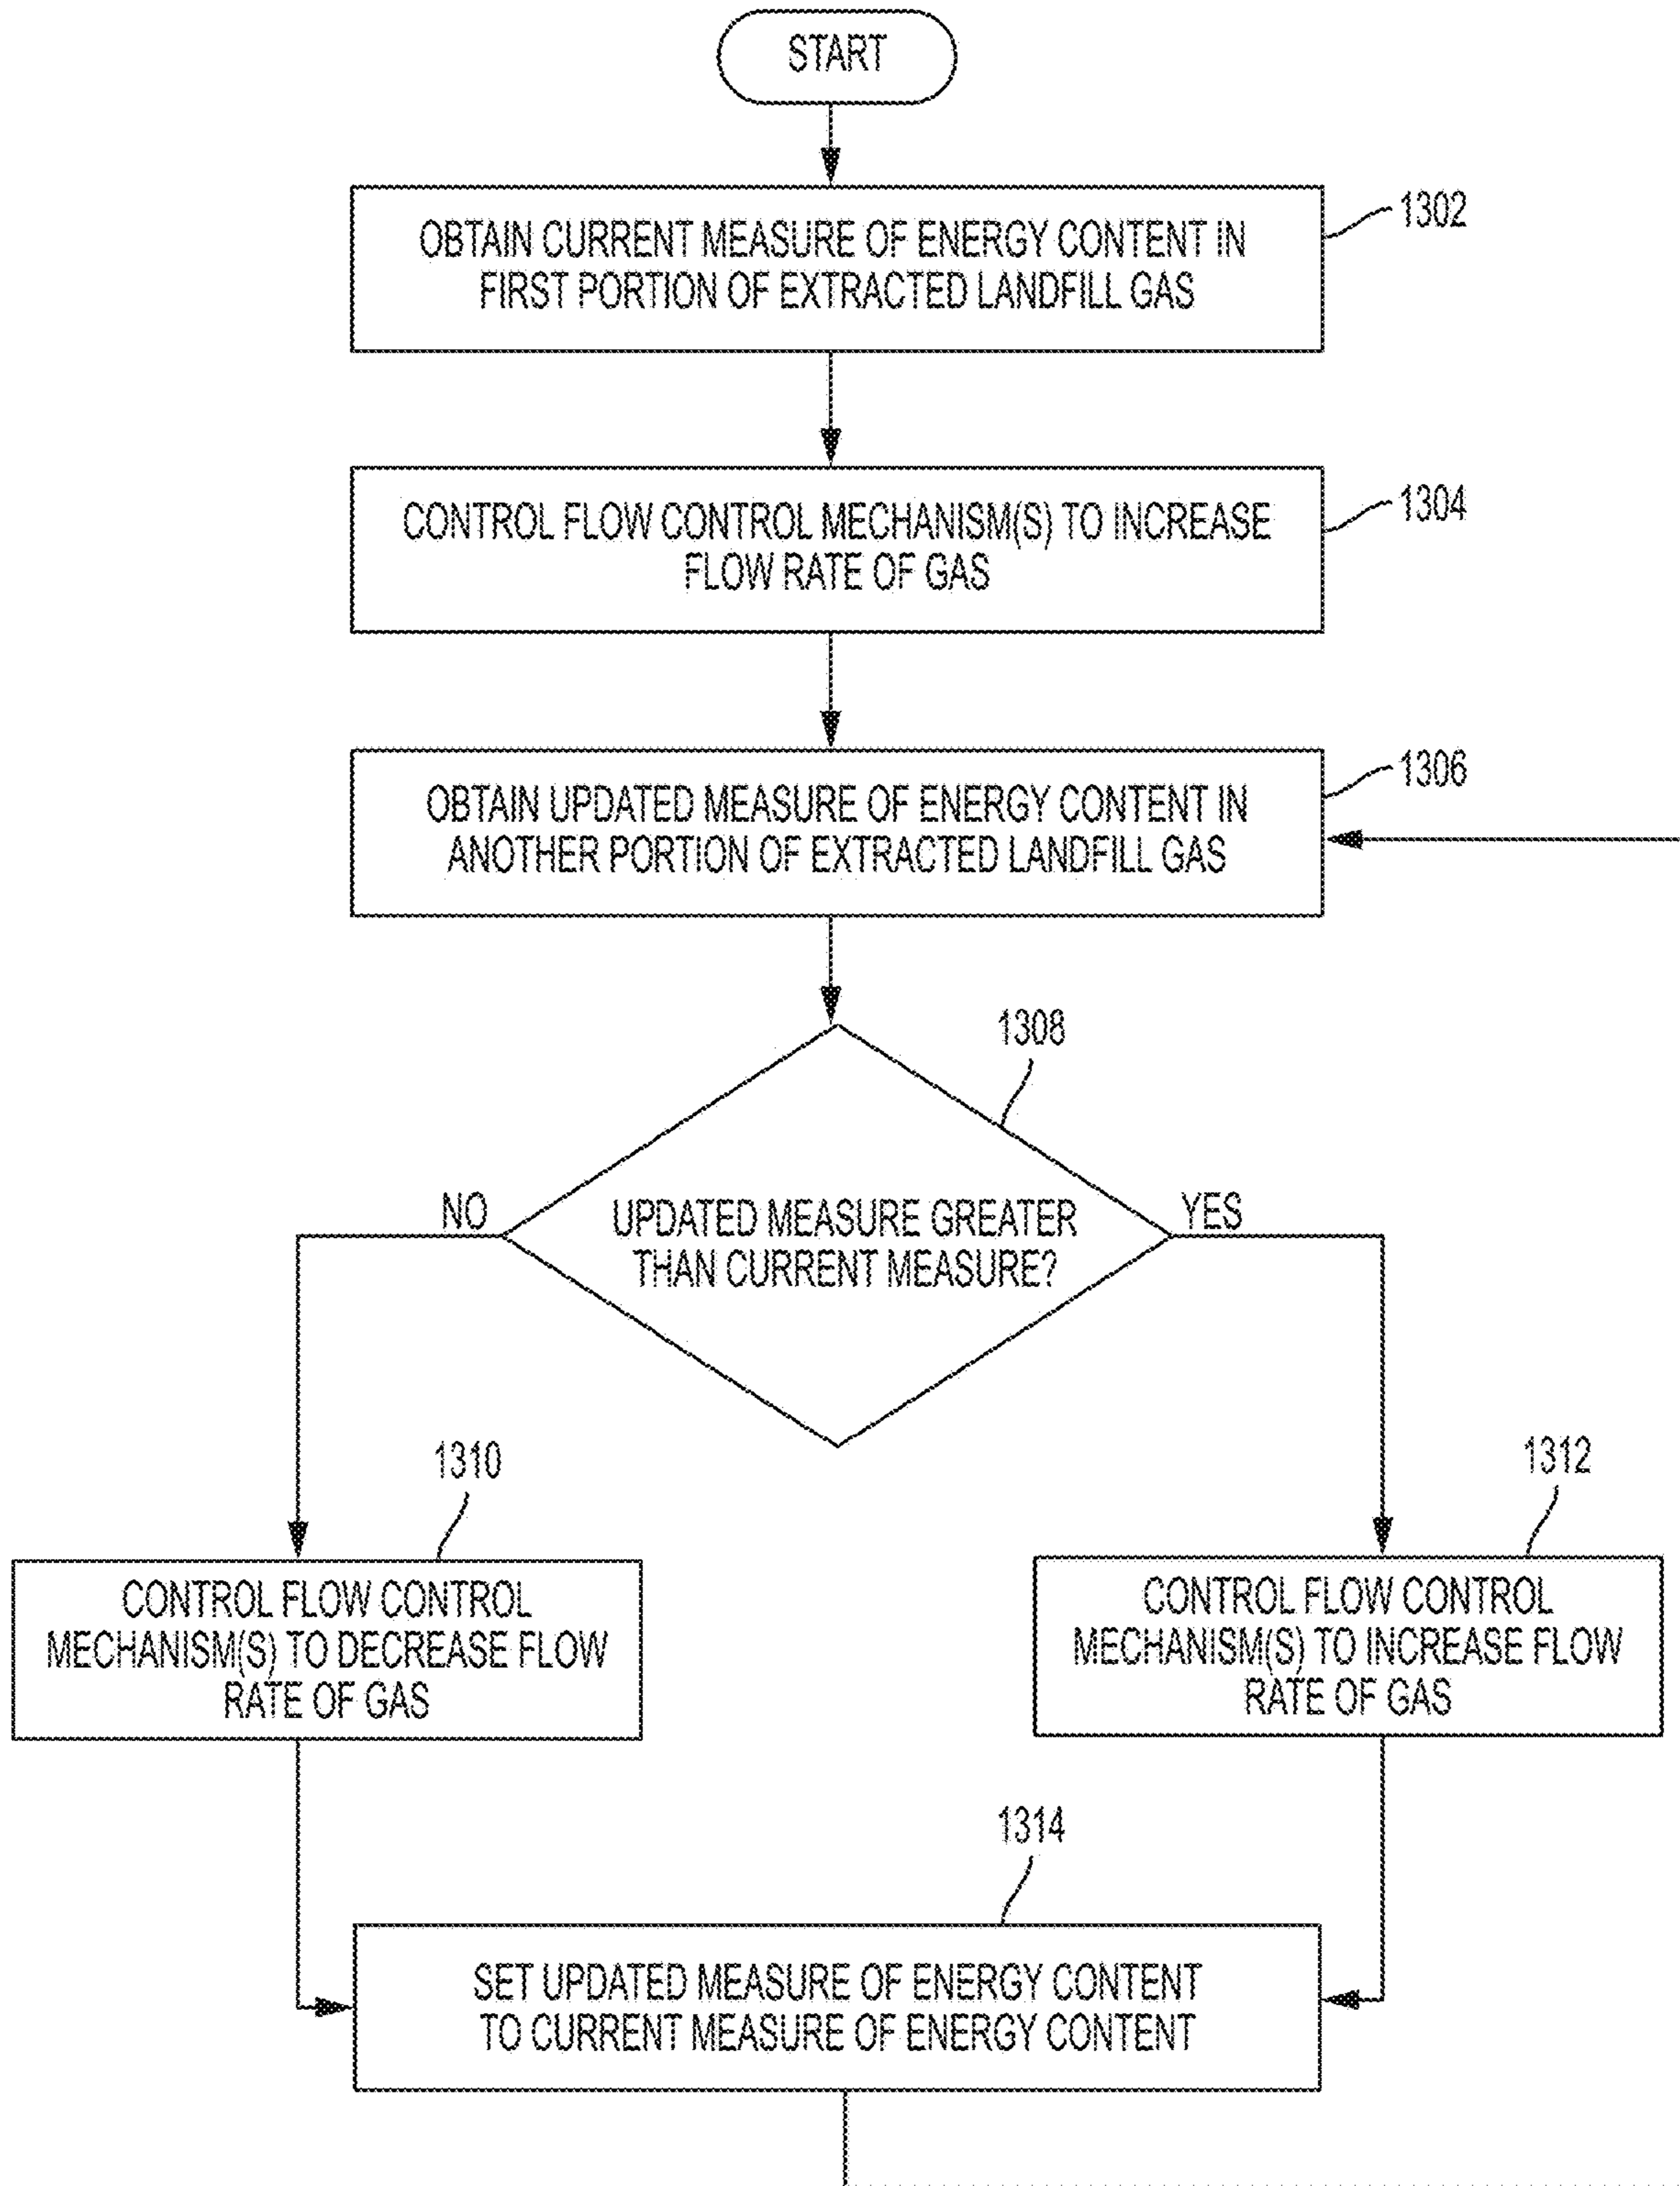 START
OBTAIN CURRENT MEASURE OF ENERGY CONTENT IN
FIRST PORTION OF EXTRACTED LANDFILL GAS
1302
CONTROL FLOW CONTROL MECHANISM(S) TO INCREASE
FLOW RATE OF GAS
1304
OBTAIN UPDATED MEASURE OF ENERGY CONTENT IN
ANOTHER PORTION OF EXTRACTED LANDFILL GAS
1306
1308
UPDATED MEASURE GREATER
THAN CURRENT MEASURE?
NO
YES
1310
CONTROL FLOW CONTROL
MECHANISM(S) TO DECREASE FLOW
RATE OF GAS
1312
CONTROL FLOW CONTROL
MECHANISM(S) TO INCREASE FLOW
RATE OF GAS
1314
SET UPDATED MEASURE OF ENERGY CONTENT
TO CURRENT MEASURE OF ENERGY CONTENT